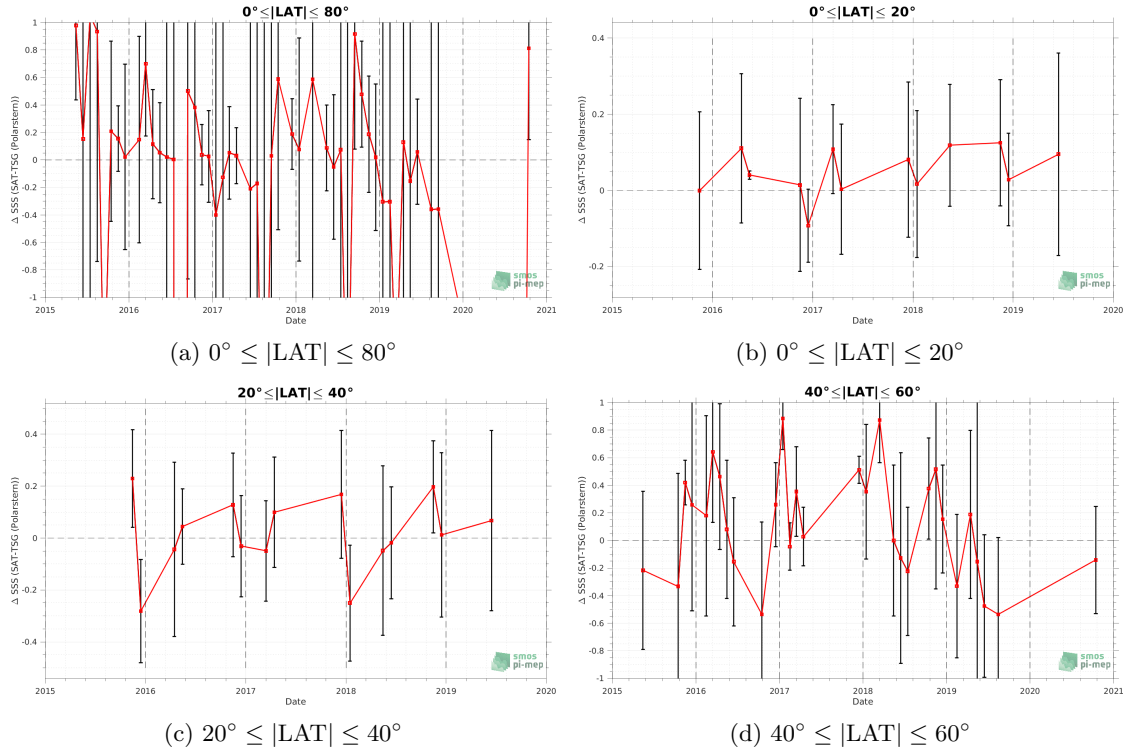 0°≤|LAT|≤ 80°
1
0.8
0.6
0.4
0.2
0
-0.2
-0.4
-0.6
-0.8
-1
Δ SSS (SAT-TSG (Polarstern))
2015 2016 2017 2018 2019 2020 2021
Date
smos
pi-mep
(a) 0° ≤ |LAT| ≤ 80°
0°≤|LAT|≤ 20°
0.4
0.2
0
-0.2
Δ SSS (SAT-TSG (Polarstern))
2015 2016 2017 2018 2019 2020
Date
smos
pi-mep
(b) 0° ≤ |LAT| ≤ 20°
20°≤|LAT|≤ 40°
0.4
0.2
0
-0.2
-0.4
Δ SSS (SAT-TSG (Polarstern))
2015 2016 2017 2018 2019 2020
Date
smos
pi-mep
(c) 20° ≤ |LAT| ≤ 40°
40°≤|LAT|≤ 60°
1
0.8
0.6
0.4
0.2
0
-0.2
-0.4
-0.6
-0.8
-1
Δ SSS (SAT-TSG (Polarstern))
2015 2016 2017 2018 2019 2020 2021
Date
smos
pi-mep
(d) 40° ≤ |LAT| ≤ 60°